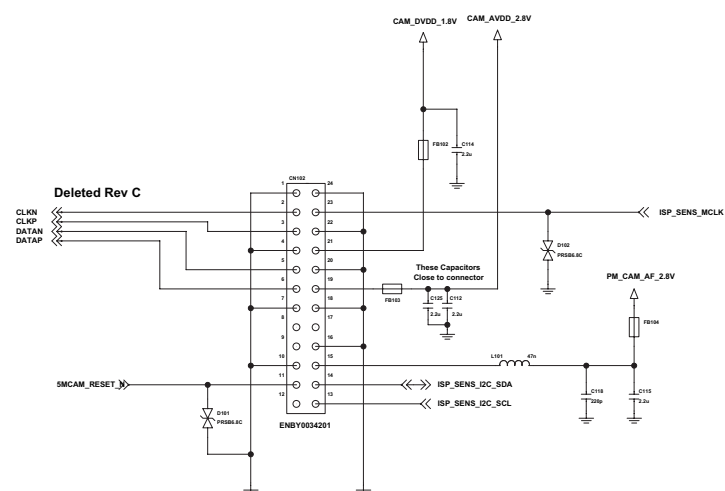 CAM_DVDD_1.8V
CAM_AVDD_2.8V
FB102
C114
2.2u
Deleted Rev C
CN102
1
24
2
23
3
22
4
21
5
20
6
19
7
18
8
17
9
16
10
15
11
14
12
13
CLKN
CLKP
DATAN
DATAP
ISP_SENS_MCLK
D102
PRSB6.8C
These Capacitors
Close to connector
FB103
C125
C112
2.2u
2.2u
PM_CAM_AF_2.8V
FB104
L101
47n
5MCAM_RESET_N
D101
PRSB6.8C
ISP_SENS_I2C_SDA
ISP_SENS_I2C_SCL
C118
220p
C115
2.2u
ENBY0034201